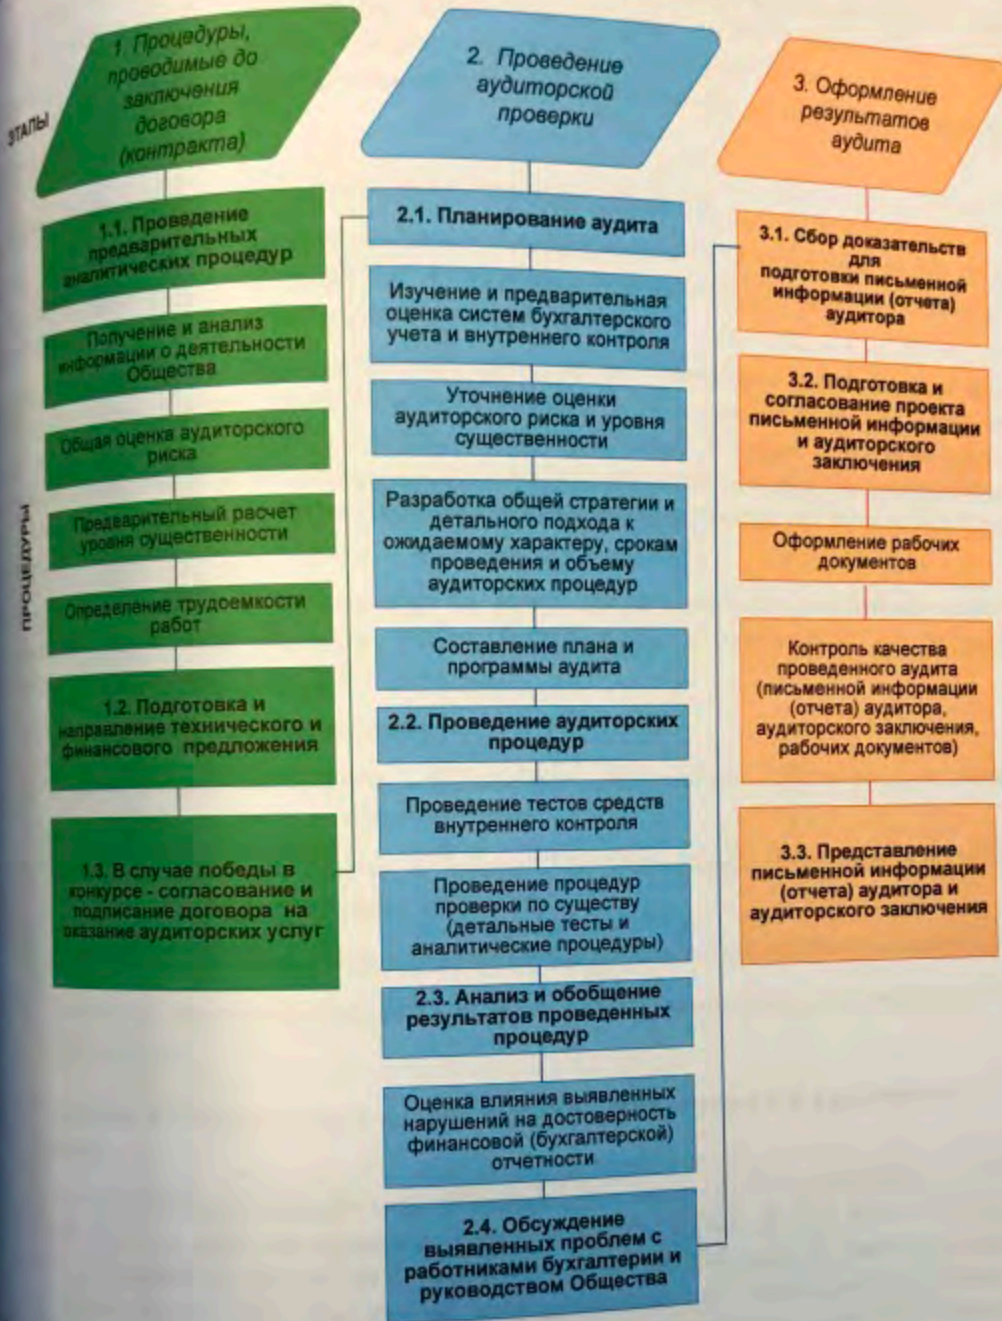 ЭТАПЫ
1. Процедуры,
проводимые до
заключения
договора
(контракта)
ПРОЦЕДУРЫ
1.1. Проведение
предварительных
аналитических процедур
Получение и анализ
информации о деятельности
Общества
Общая оценка аудиторского
риска
Предварительный расчет
уровня существенности
Определение трудоемкости
работ
1.2. Подготовка и
направление технического и
финансового предложения
1.3. В случае победы в
конкурсе - согласование и
подписание договора на
оказание аудиторских услуг
2. Проведение
аудиторской
проверки
2.1. Планирование аудита
Изучение и предварительная
оценка систем бухгалтерского
учета и внутреннего контроля
Уточнение оценки
аудиторского риска и уровня
существенности
Разработка общей стратегии и
детального подхода к
ожидаемому характеру, срокам
проведения и объему
аудиторских процедур
Составление плана и
программы аудита
2.2. Проведение аудиторских
процедур
Проведение тестов средств
внутреннего контроля
Проведение процедур
проверки по существу
(детальные тесты и
аналитические процедуры)
2.3. Анализ и обобщение
результатов проведенных
процедур
Оценка влияния выявленных
нарушений на достоверность
финансовой (бухгалтерской)
отчетности
2.4. Обсуждение
выявленных проблем с
работниками бухгалтерии и
руководством Общества
3. Оформление
результатов
аудита
3.1. Сбор доказательств
для
подготовки письменной
информации (отчета)
аудитора
3.2. Подготовка и
согласование проекта
письменной информации
и аудиторского
заключения
Оформление рабочих
документов
Контроль качества
проведенного аудита
(письменной информации
(отчета) аудитора,
аудиторского заключения,
рабочих документов)
3.3. Представление
письменной информации
(отчета) аудитора и
аудиторского заключения